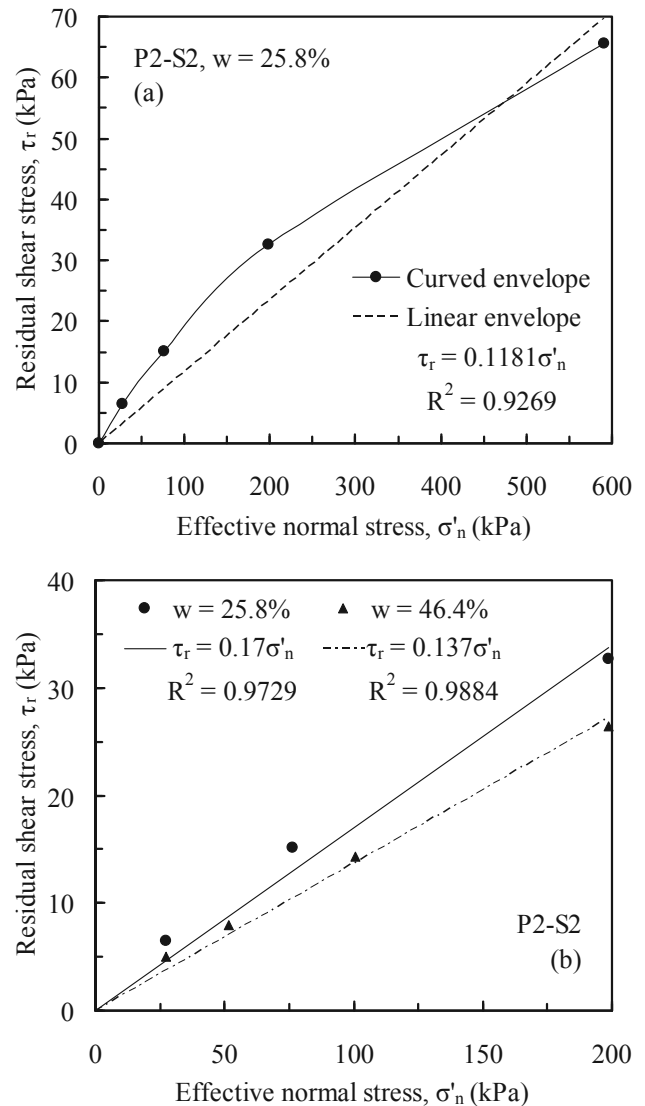 70
60
50
40
30
20
10
0
Residual shear stress, τr (kPa)
P2-S2, w = 25.8%
(a)
Curved envelope
Linear envelope
τr = 0.1181σ'n
R² = 0.9269
0 100 200 300 400 500 600
Effective normal stress, σ'n (kPa)
40
30
20
10
0
Residual shear stress, τr (kPa)
w = 25.8% w = 46.4%
τr = 0.17σ'n τr = 0.137σ'n
R² = 0.9729 R² = 0.9884
P2-S2
(b)
0 50 100 150 200
Effective normal stress, σ'n (kPa)